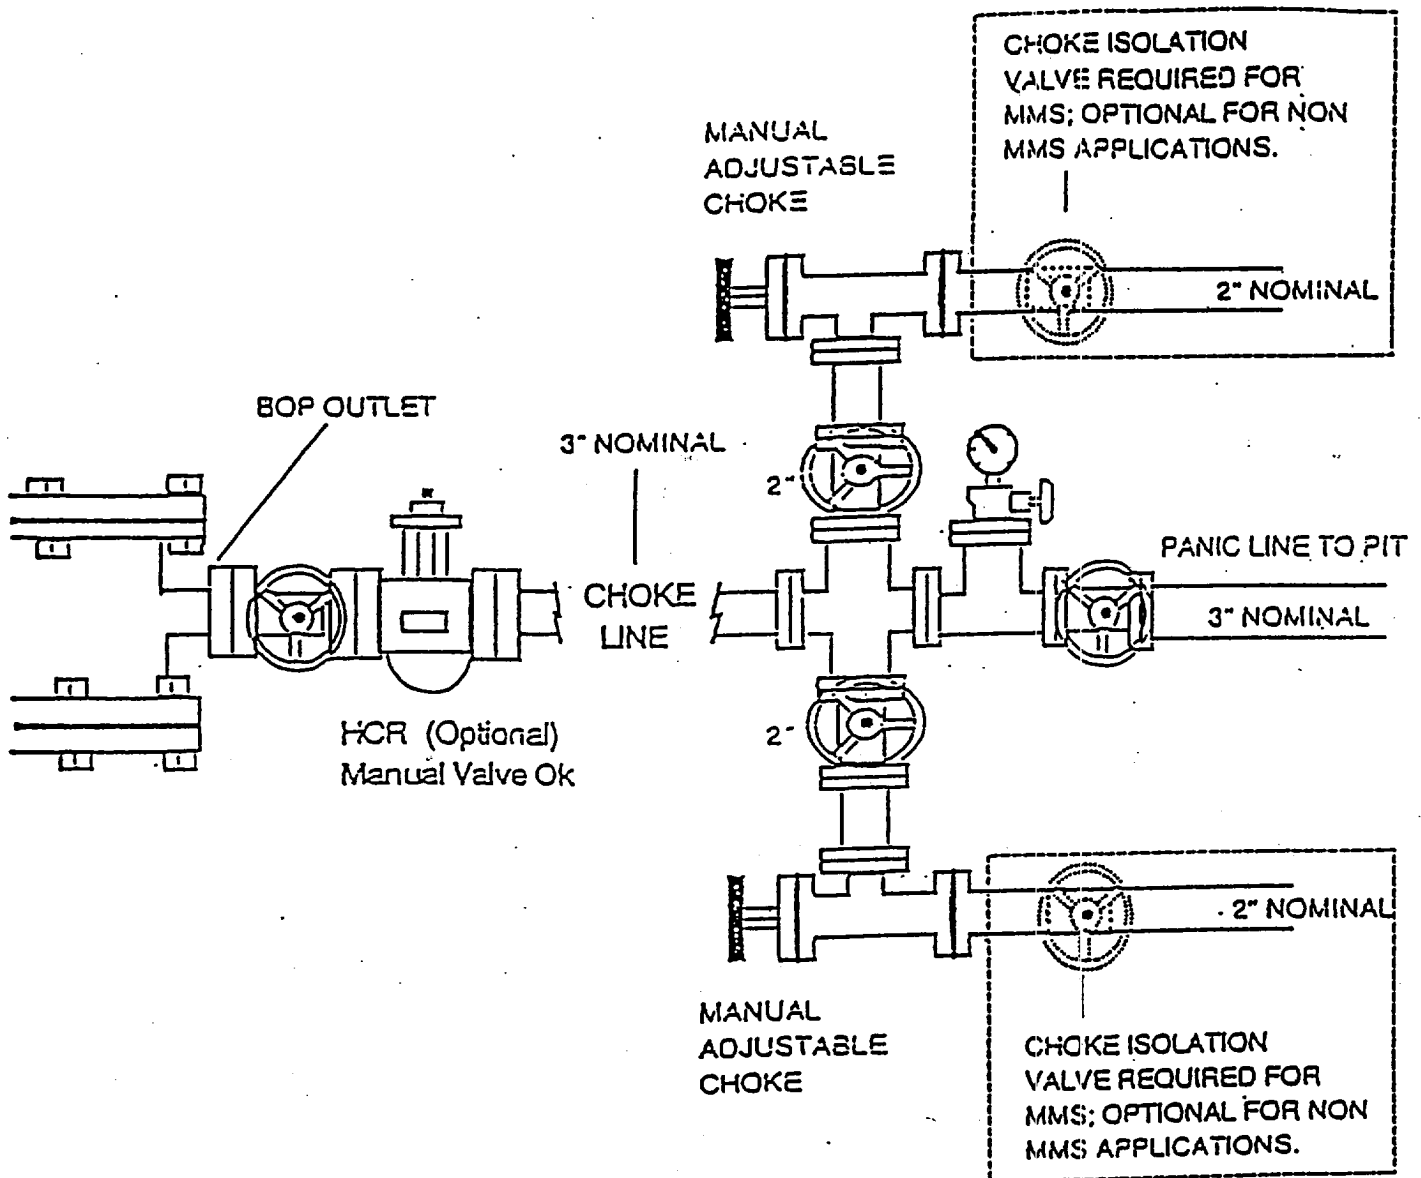 CHOKE ISOLATION
VALVE REQUIRED FOR
MMS; OPTIONAL FOR NON
MMS APPLICATIONS.
MANUAL
ADJUSTABLE
CHOKE
2" NOMINAL
BOP OUTLET
3" NOMINAL
2"
PANIC LINE TO PIT
CHOKE
LINE
3" NOMINAL
HCR (Optional)
Manual Valve Ok
2"
2" NOMINAL
MANUAL
ADJUSTABLE
CHOKE
CHOKE ISOLATION
VALVE REQUIRED FOR
MMS; OPTIONAL FOR NON
MMS APPLICATIONS.